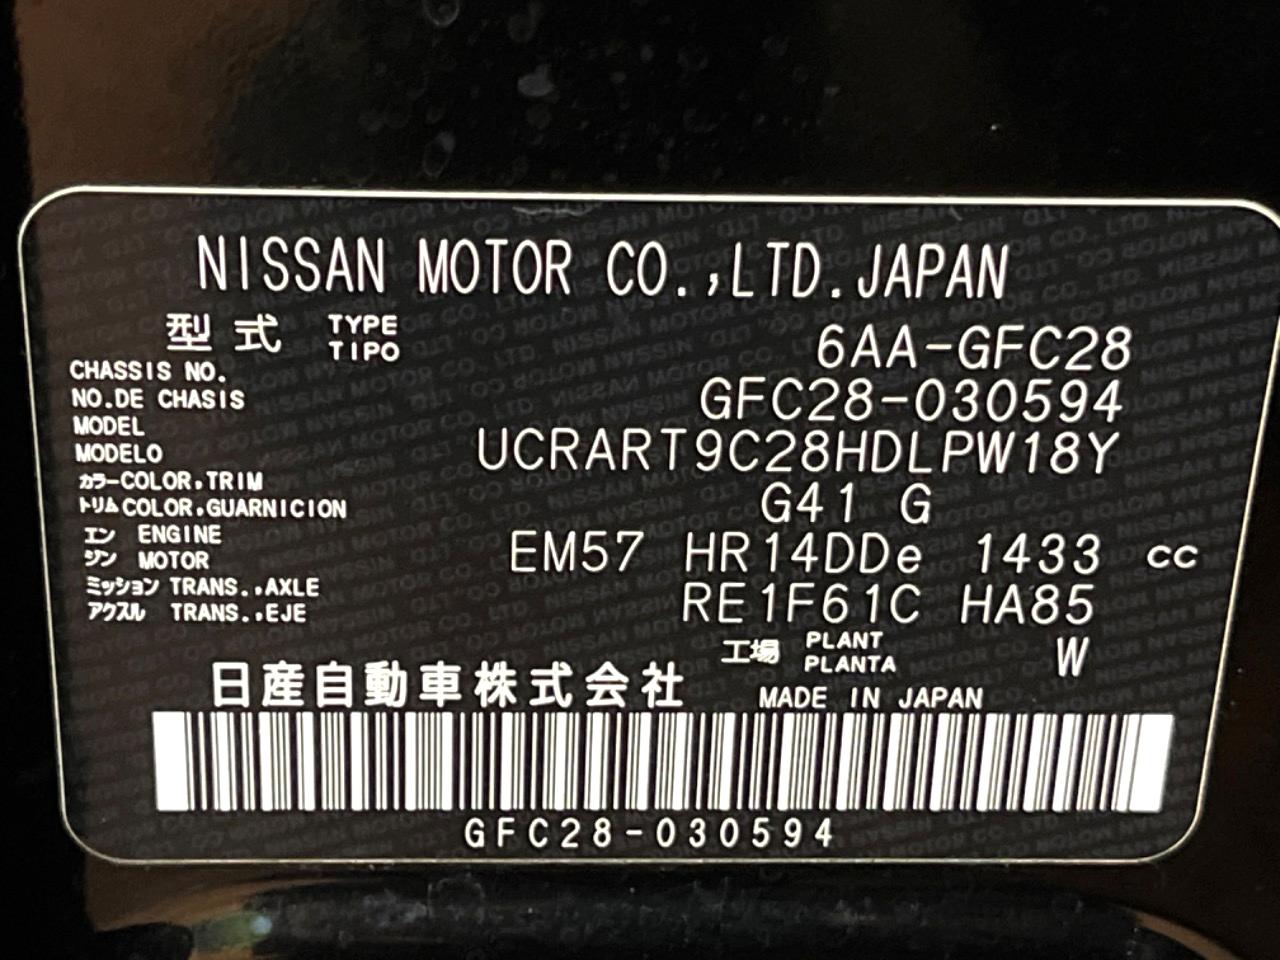 NISSAN MOTOR CO.,LTD.JAPAN
型式 TYPE TIPO 6AA-GFC28
CHASSIS NO.
NO.DE CHASIS GFC28-030594
MODEL
MODELO UCRART9C28HDLPW18Y
カラーCOLOR,TRIM
トリムCOLOR,GUARNICION G41 G
エン ENGINE
ジン MOTOR EM57 HR14DDe 1433 cc
ミッション TRANS.,AXLE
アクスル TRANS.,EJE RE1F61C HA85
工場 PLANT PLANTA W
日産自動車株式会社 MADE IN JAPAN
GFC28-030594